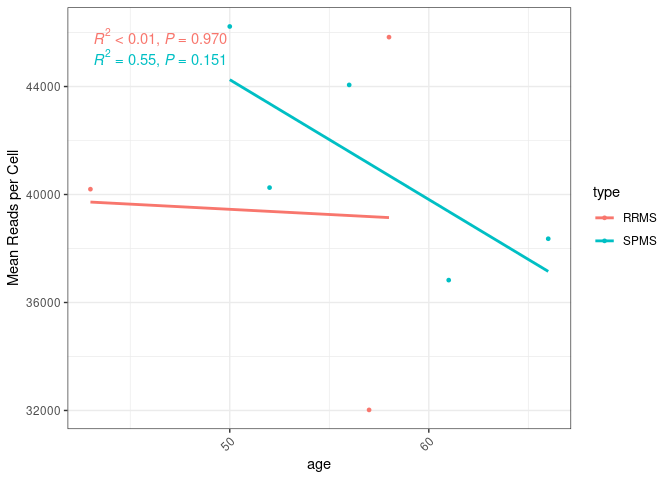 R² < 0.01, P = 0.970
R² = 0.55, P = 0.151
44000
40000
36000
32000
Mean Reads per Cell
50
60
age
type
RRMS
SPMS